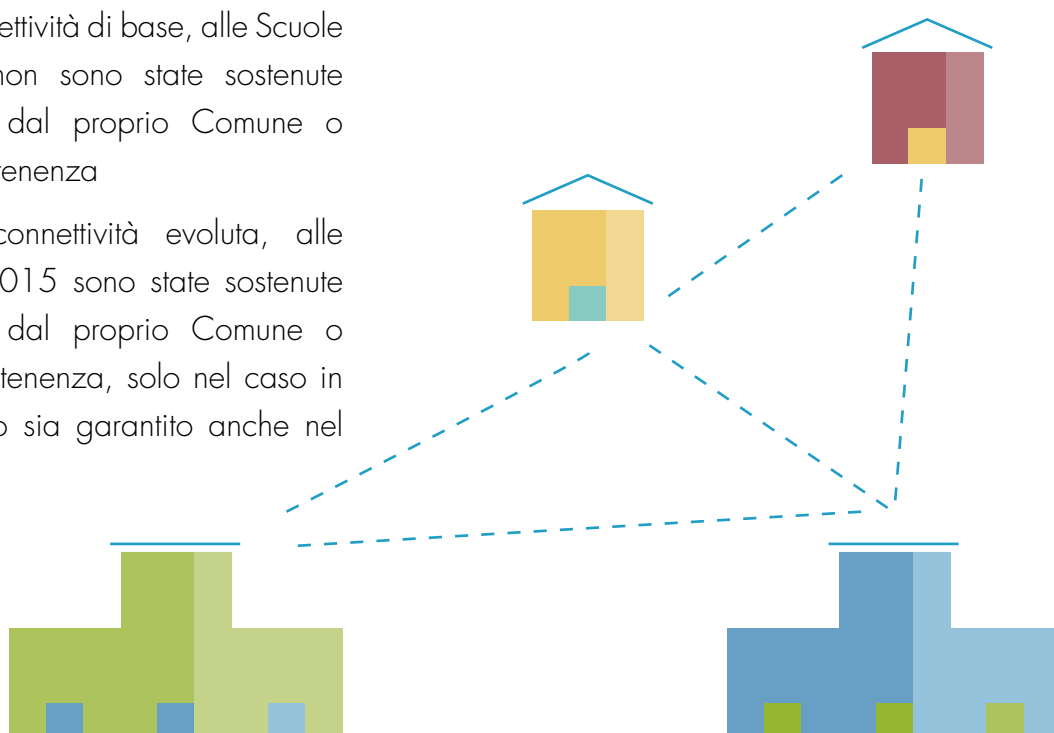 ettività di base, alle Scuole
non sono state sostenute
dal proprio Comune o
enenza
connettività evoluta, alle
2015 sono state sostenute
dal proprio Comune o
tenenza, solo nel caso in
o sia garantito anche nel